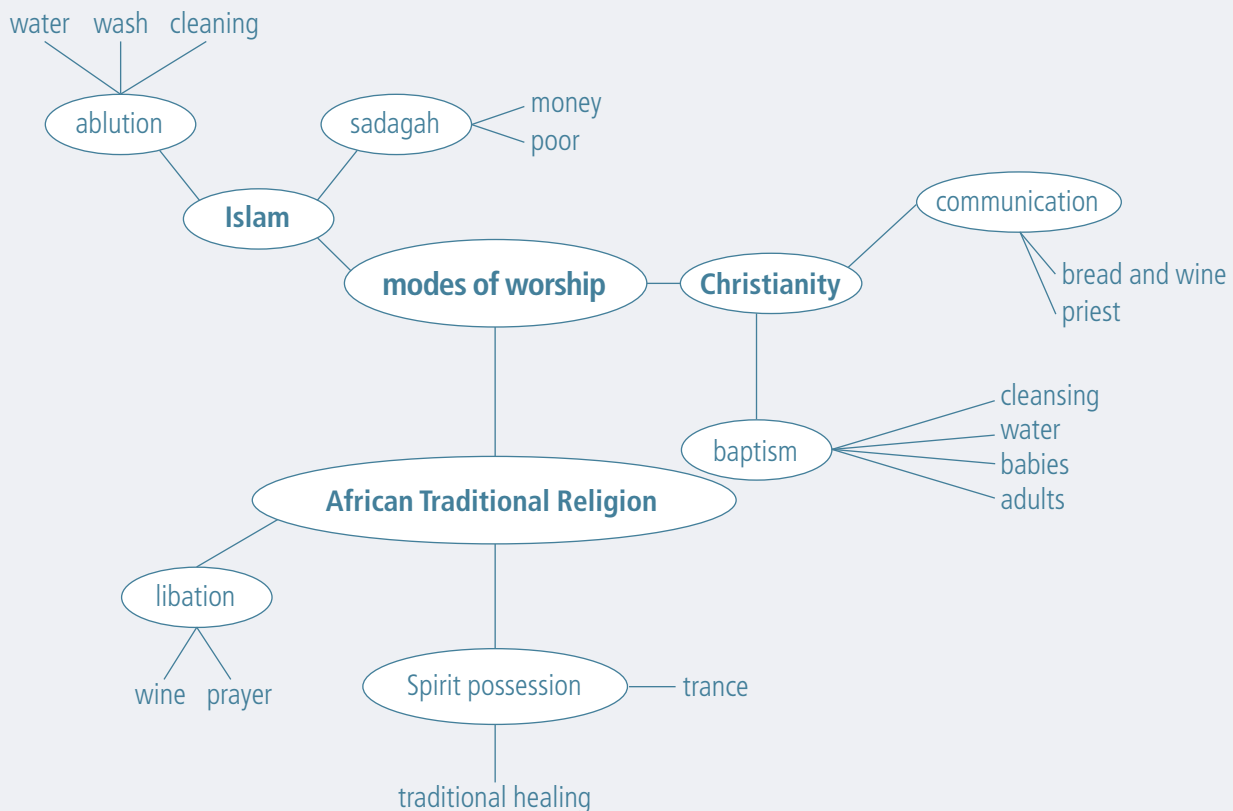 water wash cleaning
ablution
sadagah
money
poor
Islam
communication
bread and wine
priest
modes of worship
Christianity
cleansing
water
babies
adults
baptism
African Traditional Religion
libation
wine prayer
Spirit possession
trance
traditional healing